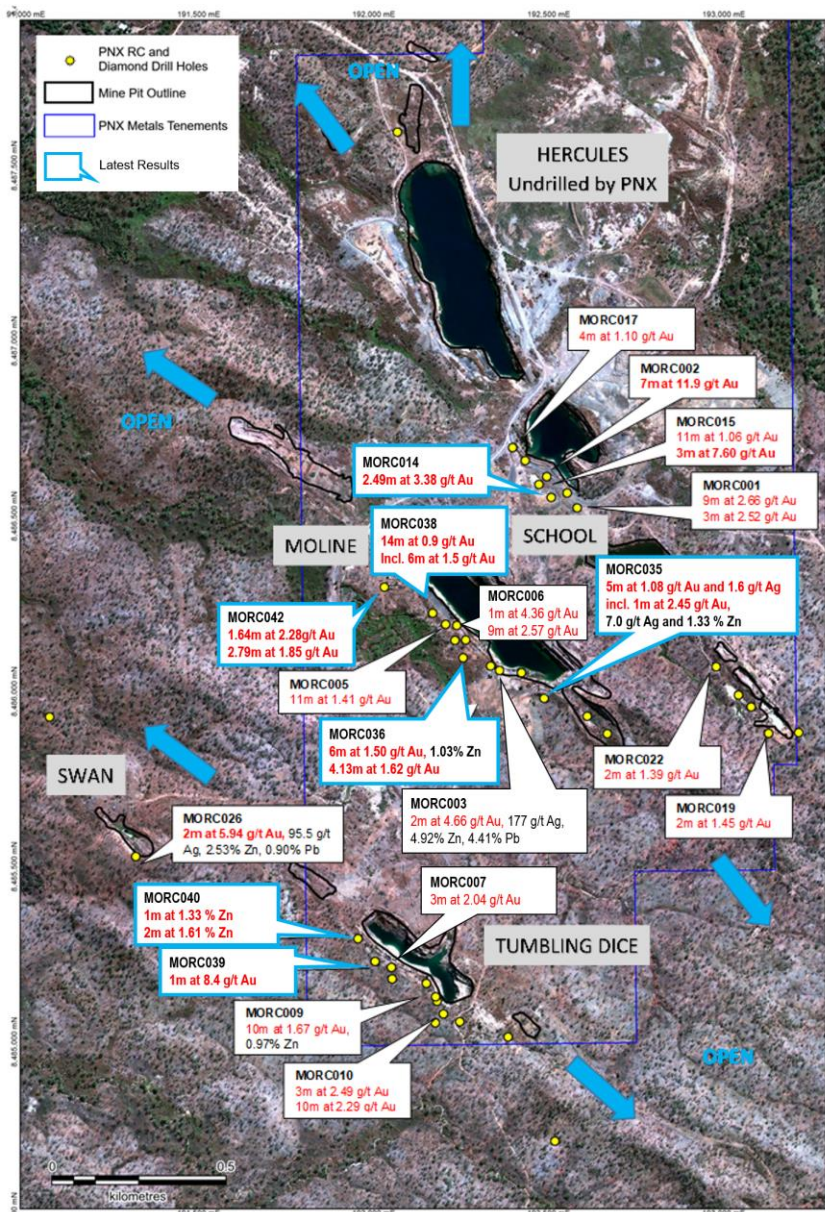 191,500 mE
192,000 mE
192,500 mE
193,000 mE
PNX RC and
Diamond Drill Holes
Mine Pit Outline
PNX Metals Tenements
Latest Results
OPEN
8,487,500 mN
HERCULES
Undrilled by PNX
8,487,000 mN
MORC017
4m at 1.10 g/t Au
MORC002
7m at 11.9 g/t Au
MORC015
11m at 1.06 g/t Au
3m at 7.60 g/t Au
OPEN
MORC014
2.49m at 3.38 g/t Au
MORC001
9m at 2.66 g/t Au
3m at 2.52 g/t Au
8,486,500 mN
MOLINE
SCHOOL
MORC038
14m at 0.9 g/t Au
Incl. 6m at 1.5 g/t Au
MORC035
5m at 1.08 g/t Au and 1.6 g/t Ag
incl. 1m at 2.45 g/t Au,
7.0 g/t Ag and 1.33 % Zn
MORC006
1m at 4.36 g/t Au
9m at 2.57 g/t Au
MORC042
1.64m at 2.28g/t Au
2.79m at 1.85 g/t Au
MORC005
11m at 1.41 g/t Au
8,486,000 mN
MORC036
6m at 1.50 g/t Au, 1.03% Zn
4.13m at 1.62 g/t Au
MORC022
2m at 1.39 g/t Au
SWAN
MORC003
2m at 4.66 g/t Au, 177 g/t Ag,
4.92% Zn, 4.41% Pb
MORC019
2m at 1.45 g/t Au
MORC026
2m at 5.94 g/t Au, 95.5 g/t
Ag, 2.53% Zn, 0.90% Pb
8,485,500 mN
MORC007
3m at 2.04 g/t Au
MORC040
1m at 1.33 % Zn
2m at 1.61 % Zn
TUMBLING DICE
MORC039
1m at 8.4 g/t Au
MORC009
10m at 1.67 g/t Au,
0.97% Zn
8,485,000 mN
OPEN
MORC010
3m at 2.49 g/t Au
10m at 2.29 g/t Au
0
0.5
kilometres